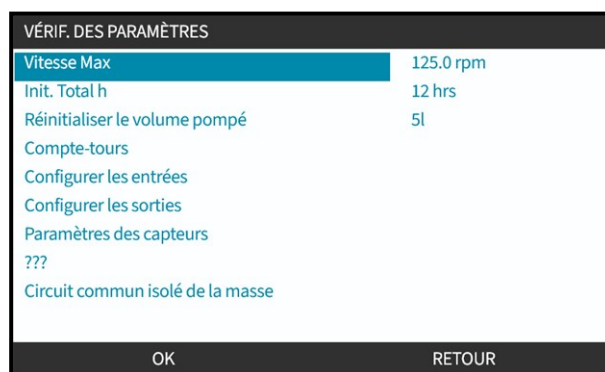 VÉRIF. DES PARAMÈTRES
Vitesse Max 125.0 rpm
Init. Total h 12 hrs
Réinitialiser le volume pompé 5l
Compte-tours
Configurer les entrées
Configurer les sorties
Paramètres des capteurs
???
Circuit commun isolé de la masse
OK RETOUR